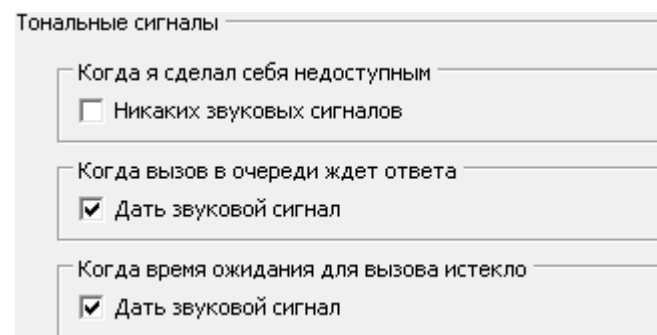 Тональные сигналы
Когда я сделал себя недоступным
Никаких звуковых сигналов
Когда вызов в очереди ждет ответа
Дать звуковой сигнал
Когда время ожидания для вызова истекло
Дать звуковой сигнал